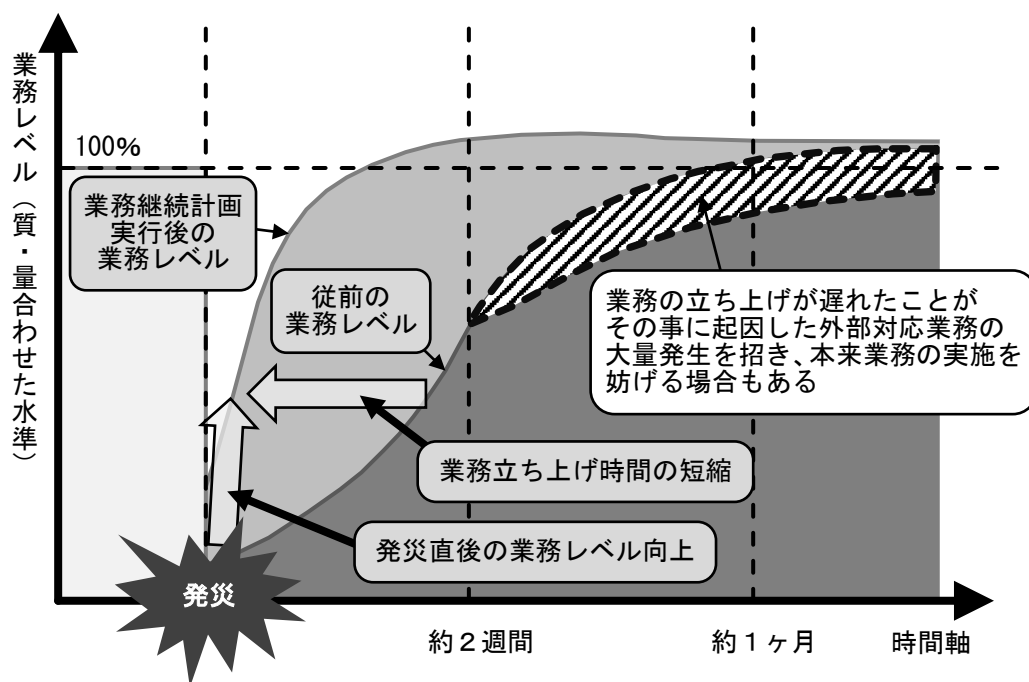 業務レベル（質・量合わせた水準）
100%
業務継続計画
実行後の
業務レベル
従前の
業務レベル
業務の立ち上げが遅れたことが
その事に起因した外部対応業務の
大量発生を招き、本来業務の実施を
妨げる場合もある
業務立ち上げ時間の短縮
発災直後の業務レベル向上
発災
約２週間
約１ヶ月
時間軸